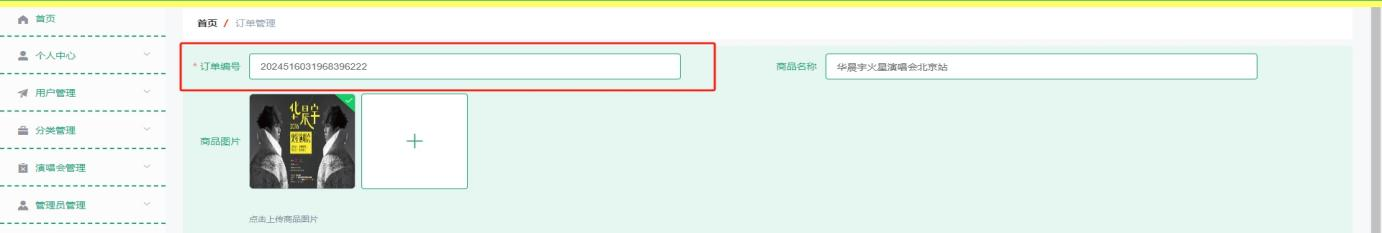 首页
个人中心
用户管理
分类管理
演唱会管理
管理员管理
首页 / 订单管理
* 订单编号 2024516031968396222
商品名称 华晨宇火星演唱会北京站
商品图片
华晨宇
点击上传商品图片